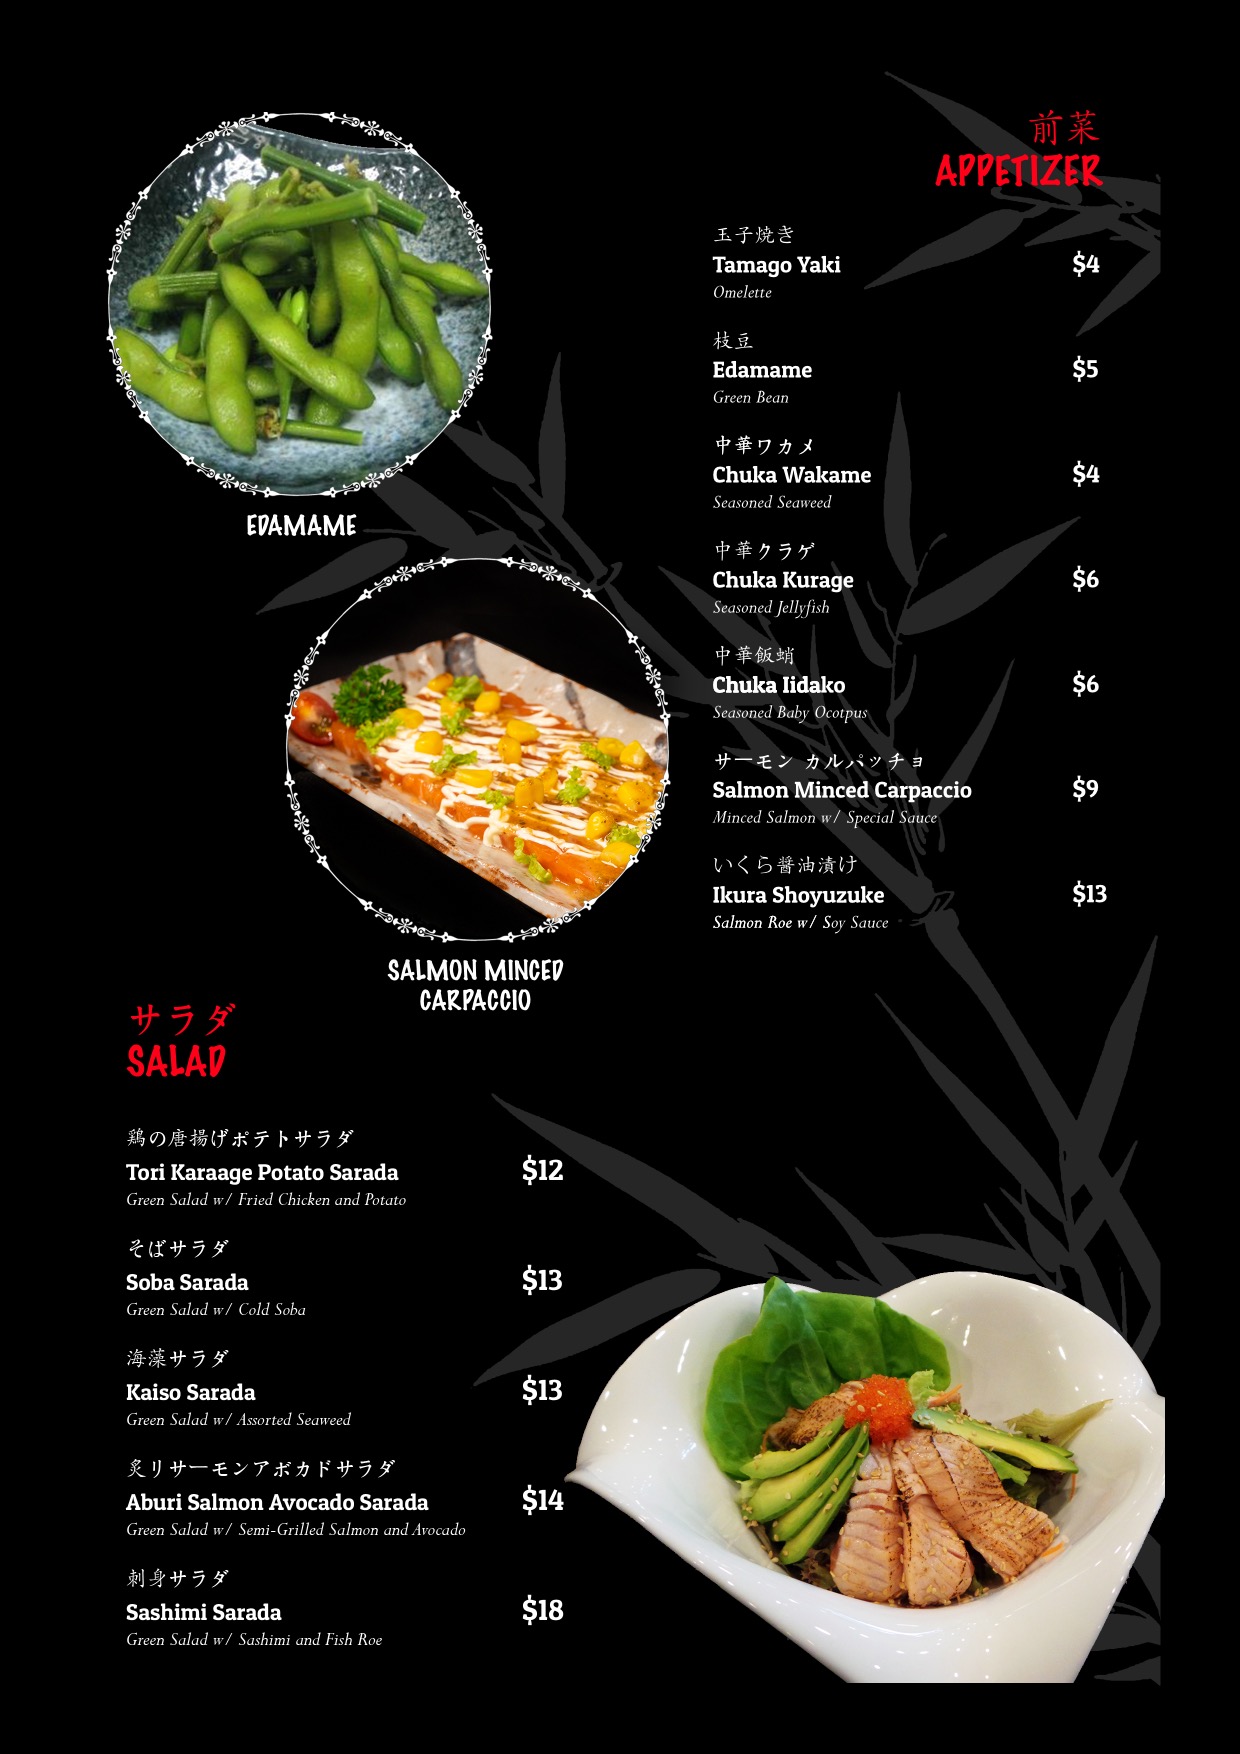 前菜
APPETIZER
玉子焼き
Tamago Yaki $4
Omelette
枝豆
Edamame $5
Green Bean
中華ワカメ
Chuka Wakame $4
Seasoned Seaweed
中華クラゲ
Chuka Kurage $6
Seasoned Jellyfish
中華飯蛸
Chuka Iidako $6
Seasoned Baby Ocotpus
サーモン カルパッチョ
Salmon Minced Carpaccio $9
Minced Salmon w/ Special Sauce
いくら醤油漬け
Ikura Shoyuzuke $13
Salmon Roe w/ Soy Sauce
EDAMAME
SALMON MINCED
CARPACCIO
サラダ
SALAD
鶏の唐揚げポテトサラダ
Tori Karaage Potato Sarada $12
Green Salad w/ Fried Chicken and Potato
そばサラダ
Soba Sarada $13
Green Salad w/ Cold Soba
海藻サラダ
Kaiso Sarada $13
Green Salad w/ Assorted Seaweed
炙リサーモンアボカドサラダ
Aburi Salmon Avocado Sarada $14
Green Salad w/ Semi-Grilled Salmon and Avocado
刺身サラダ
Sashimi Sarada $18
Green Salad w/ Sashimi and Fish Roe